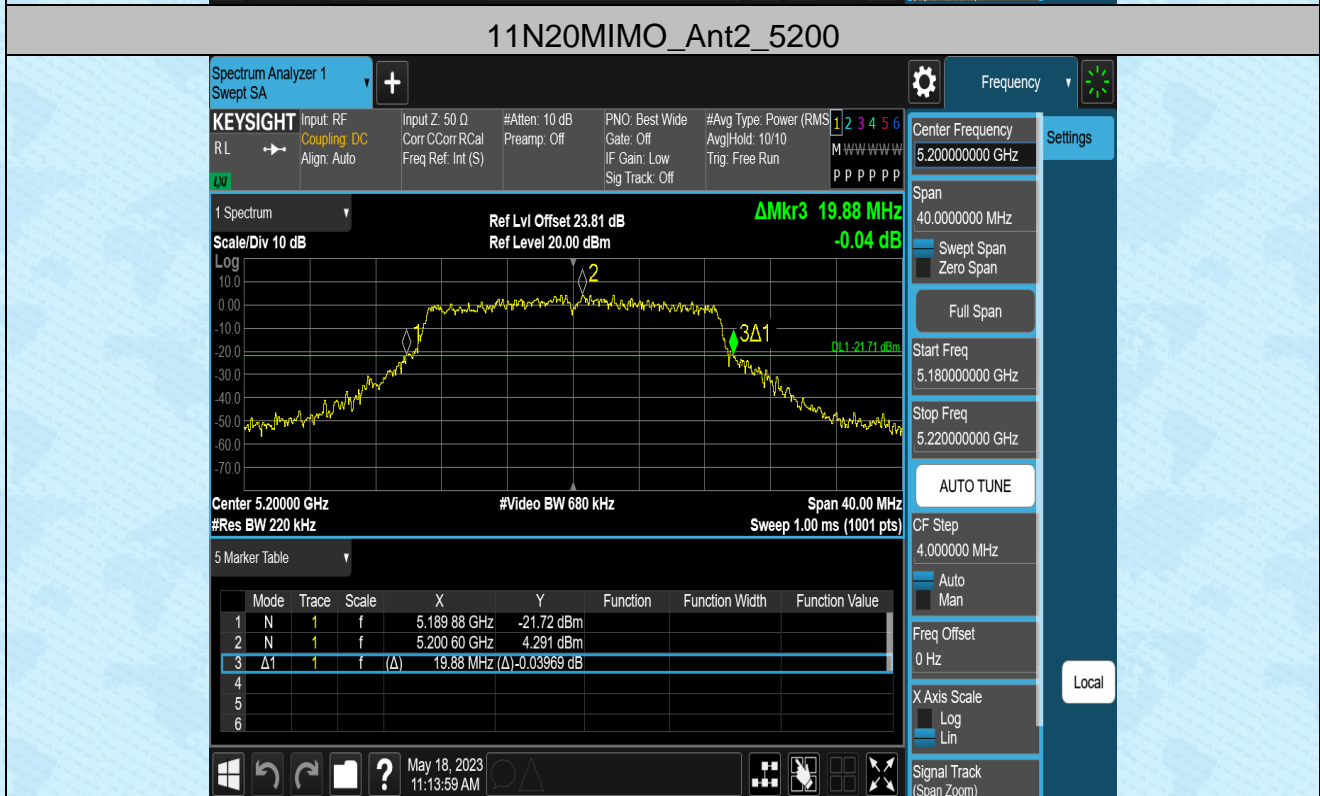 11N20MIMO_Ant2_5200
Spectrum Analyzer 1
Swept SA
+
Frequency
KEYSIGHT
RL
LXI
Input: RF
Coupling: DC
Align: Auto
Input Z: 50 Ω
Corr CCorr RCal
Freq Ref: Int (S)
#Atten: 10 dB
Preamp: Off
PNO: Best Wide
Gate: Off
IF Gain: Low
Sig Track: Off
#Avg Type: Power (RMS
Avg|Hold: 10/10
Trig: Free Run
1 2 3 4 5 6
M W W W W W
P P P P P P
1 Spectrum
Scale/Div 10 dB
Ref Lvl Offset 23.81 dB
Ref Level 20.00 dBm
ΔMkr3 19.88 MHz
-0.04 dB
Log
10.0
0.00
-10.0
-20.0
-30.0
-40.0
-50.0
-60.0
-70.0
1
2
3Δ1
DL1 -21.71 dBm
Center 5.20000 GHz
#Video BW 680 kHz
Span 40.00 MHz
#Res BW 220 kHz
Sweep 1.00 ms (1001 pts)
5 Marker Table
Mode Trace Scale X Y Function Function Width Function Value
1 N 1 f 5.189 88 GHz -21.72 dBm
2 N 1 f 5.200 60 GHz 4.291 dBm
3 Δ1 1 f (Δ) 19.88 MHz (Δ) -0.03969 dB
4
5
6
?
May 18, 2023
11:13:59 AM
Center Frequency
5.200000000 GHz
Settings
Span
40.0000000 MHz
Swept Span
Zero Span
Full Span
Start Freq
5.180000000 GHz
Stop Freq
5.220000000 GHz
AUTO TUNE
CF Step
4.000000 MHz
Auto
Man
Freq Offset
0 Hz
X Axis Scale
Log
Lin
Local
Signal Track
(Span Zoom)